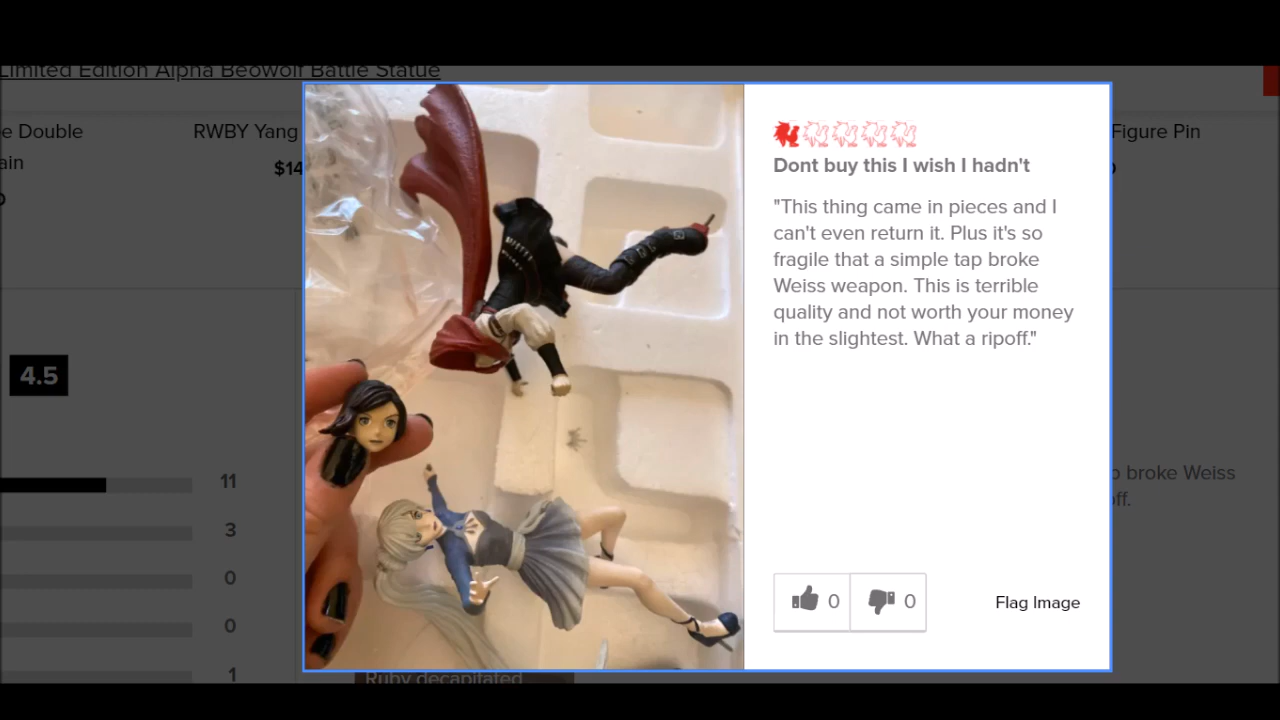 Limited Edition Alpha Beowolf Battle Statue
e Double
ain
RWBY Yang
$14
Figure Pin
4.5
11
3
0
0
1
Dont buy this I wish I hadn't
"This thing came in pieces and I
can't even return it. Plus it's so
fragile that a simple tap broke
Weiss weapon. This is terrible
quality and not worth your money
in the slightest. What a ripoff."
0
0
Flag Image
broke Weiss
off.
Ruby decapitated